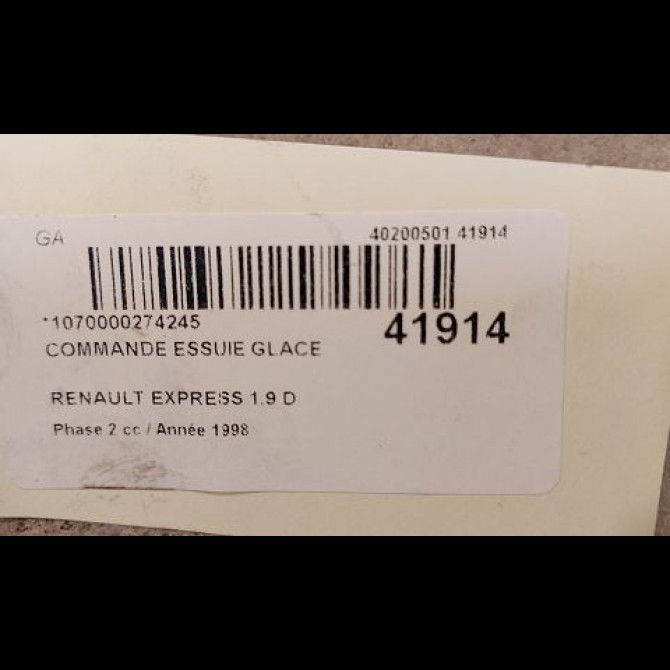 GA 40200501 41914
*1070000274245 41914
COMMANDE ESSUIE GLACE
RENAULT EXPRESS 1.9 D
Phase 2 cc / Année 1998